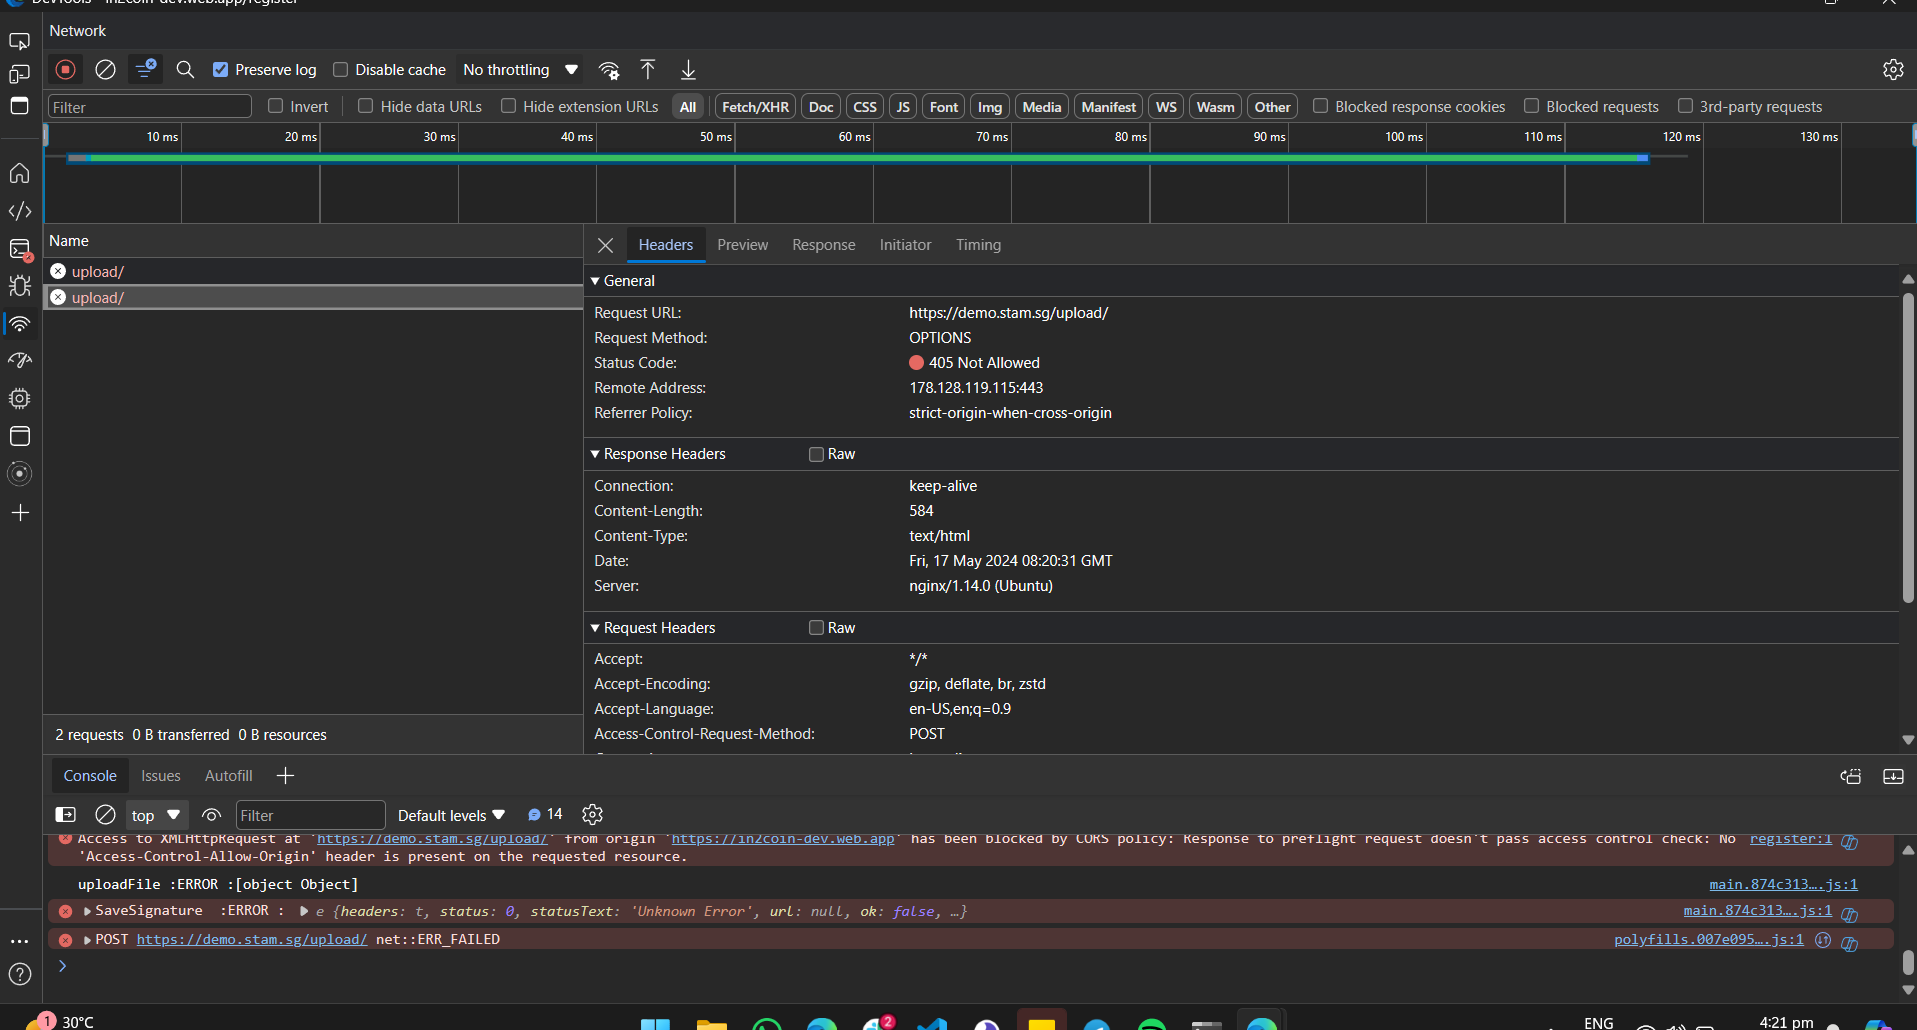 DevTools - in2coin-dev.web.app/register
Network
Preserve log
Disable cache
No throttling
Filter
Invert
Hide data URLs
Hide extension URLs
All
Fetch/XHR
Doc
CSS
JS
Font
Img
Media
Manifest
WS
Wasm
Other
Blocked response cookies
Blocked requests
3rd-party requests
10 ms
20 ms
30 ms
40 ms
50 ms
60 ms
70 ms
80 ms
90 ms
100 ms
110 ms
120 ms
130 ms
Name
upload/
upload/
2 requests 0 B transferred 0 B resources
Headers
Preview
Response
Initiator
Timing
General
Request URL: https://demo.stam.sg/upload/
Request Method: OPTIONS
Status Code: 405 Not Allowed
Remote Address: 178.128.119.115:443
Referrer Policy: strict-origin-when-cross-origin
Response Headers Raw
Connection: keep-alive
Content-Length: 584
Content-Type: text/html
Date: Fri, 17 May 2024 08:20:31 GMT
Server: nginx/1.14.0 (Ubuntu)
Request Headers Raw
Accept: */*
Accept-Encoding: gzip, deflate, br, zstd
Accept-Language: en-US,en;q=0.9
Access-Control-Request-Method: POST
Console
Issues
Autofill
top
Filter
Default levels
14
Access to XMLHttpRequest at 'https://demo.stam.sg/upload/' from origin 'https://in2coin-dev.web.app' has been blocked by CORS policy: Response to preflight request doesn't pass access control check: No register:1
'Access-Control-Allow-Origin' header is present on the requested resource.
uploadFile :ERROR :[object Object] main.874c313….js:1
SaveSignature :ERROR : e {headers: t, status: 0, statusText: 'Unknown Error', url: null, ok: false, …} main.874c313….js:1
POST https://demo.stam.sg/upload/ net::ERR_FAILED polyfills.007e095….js:1
1
30°C
2
ENG
4:21 pm